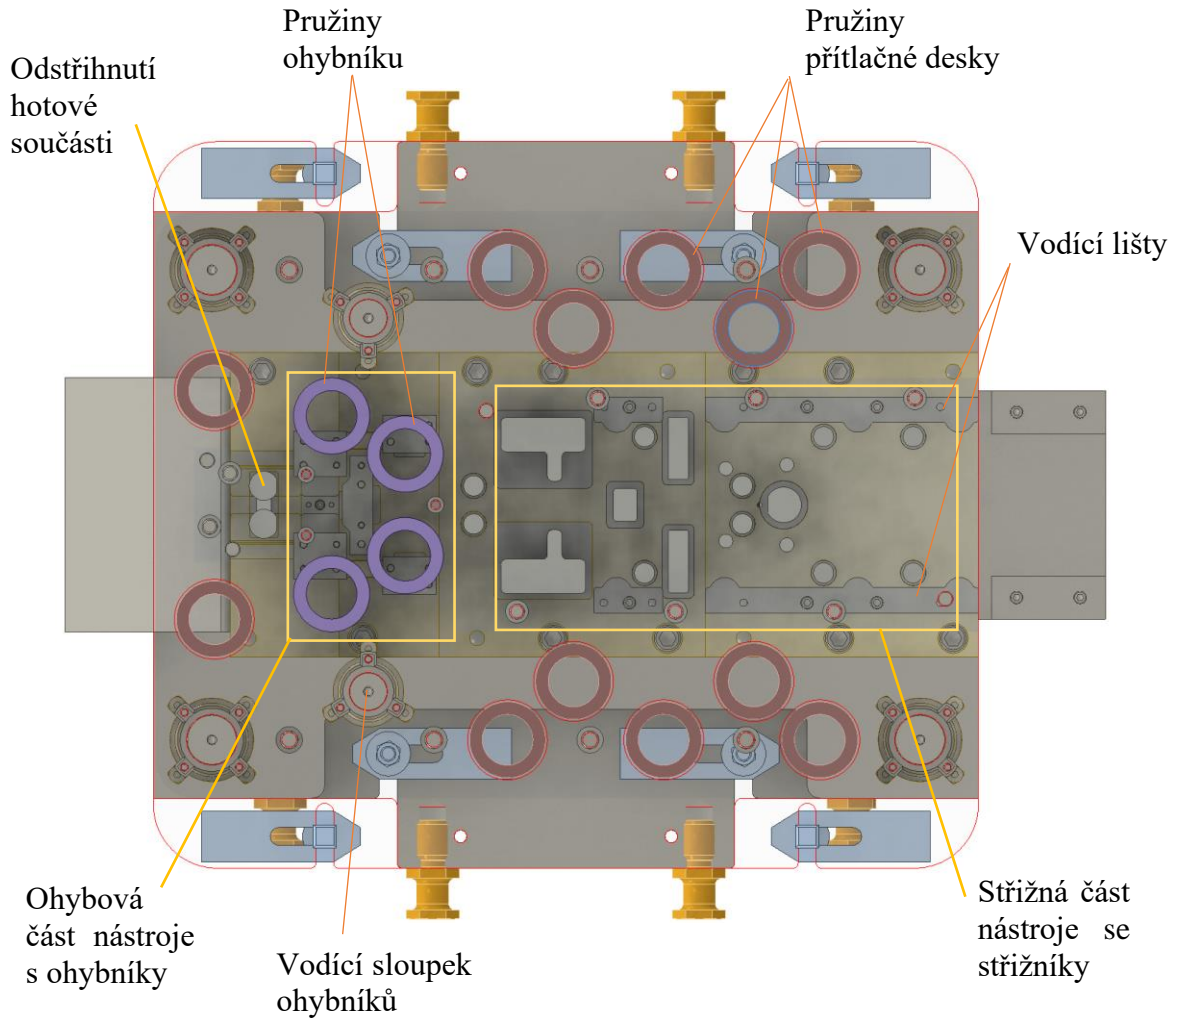 Pružiny
ohybníku
Pružiny
přítlačné desky
Odstřihnutí
hotové
součásti
Vodící lišty
Ohybová
část nástroje
s ohybníky
Vodící sloupek
ohybníků
Střižná část
nástroje se
střižníky